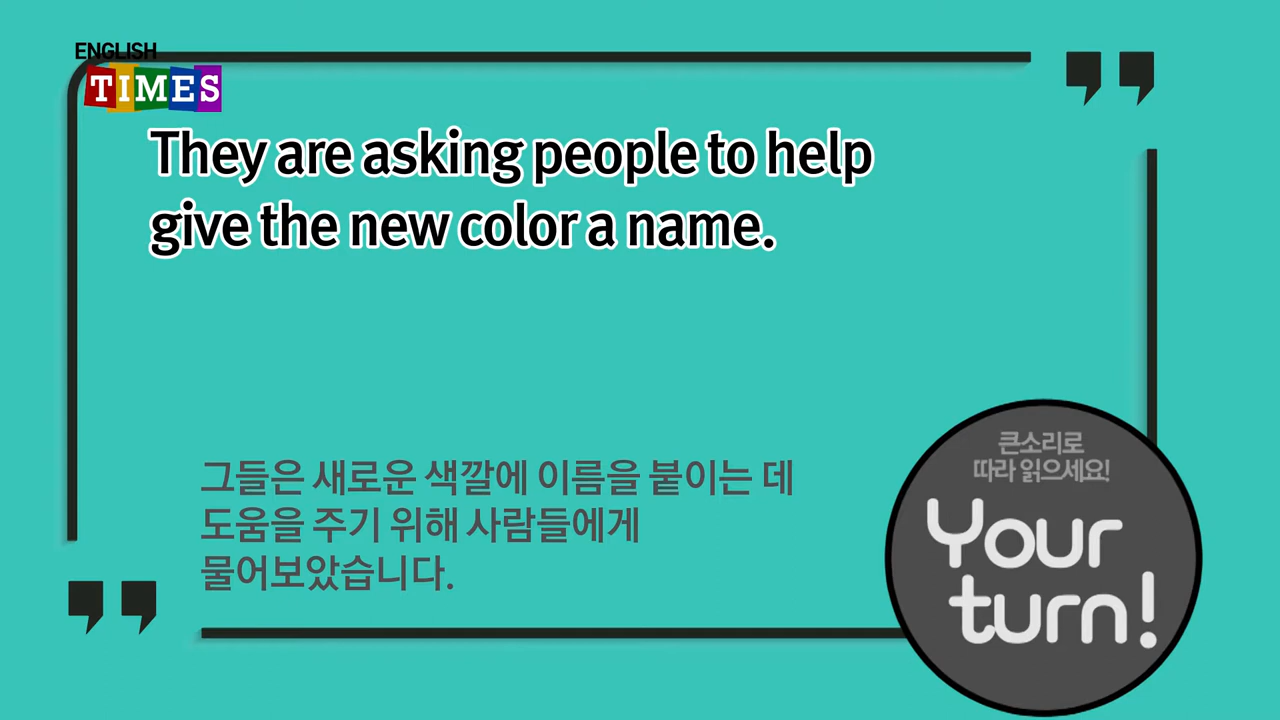 ENGLISH
TIMES
They are asking people to help
give the new color a name.
그들은 새로운 색깔에 이름을 붙이는 데
도움을 주기 위해 사람들에게
물어보았습니다.
큰소리로
따라 읽으세요!
Your
turn!